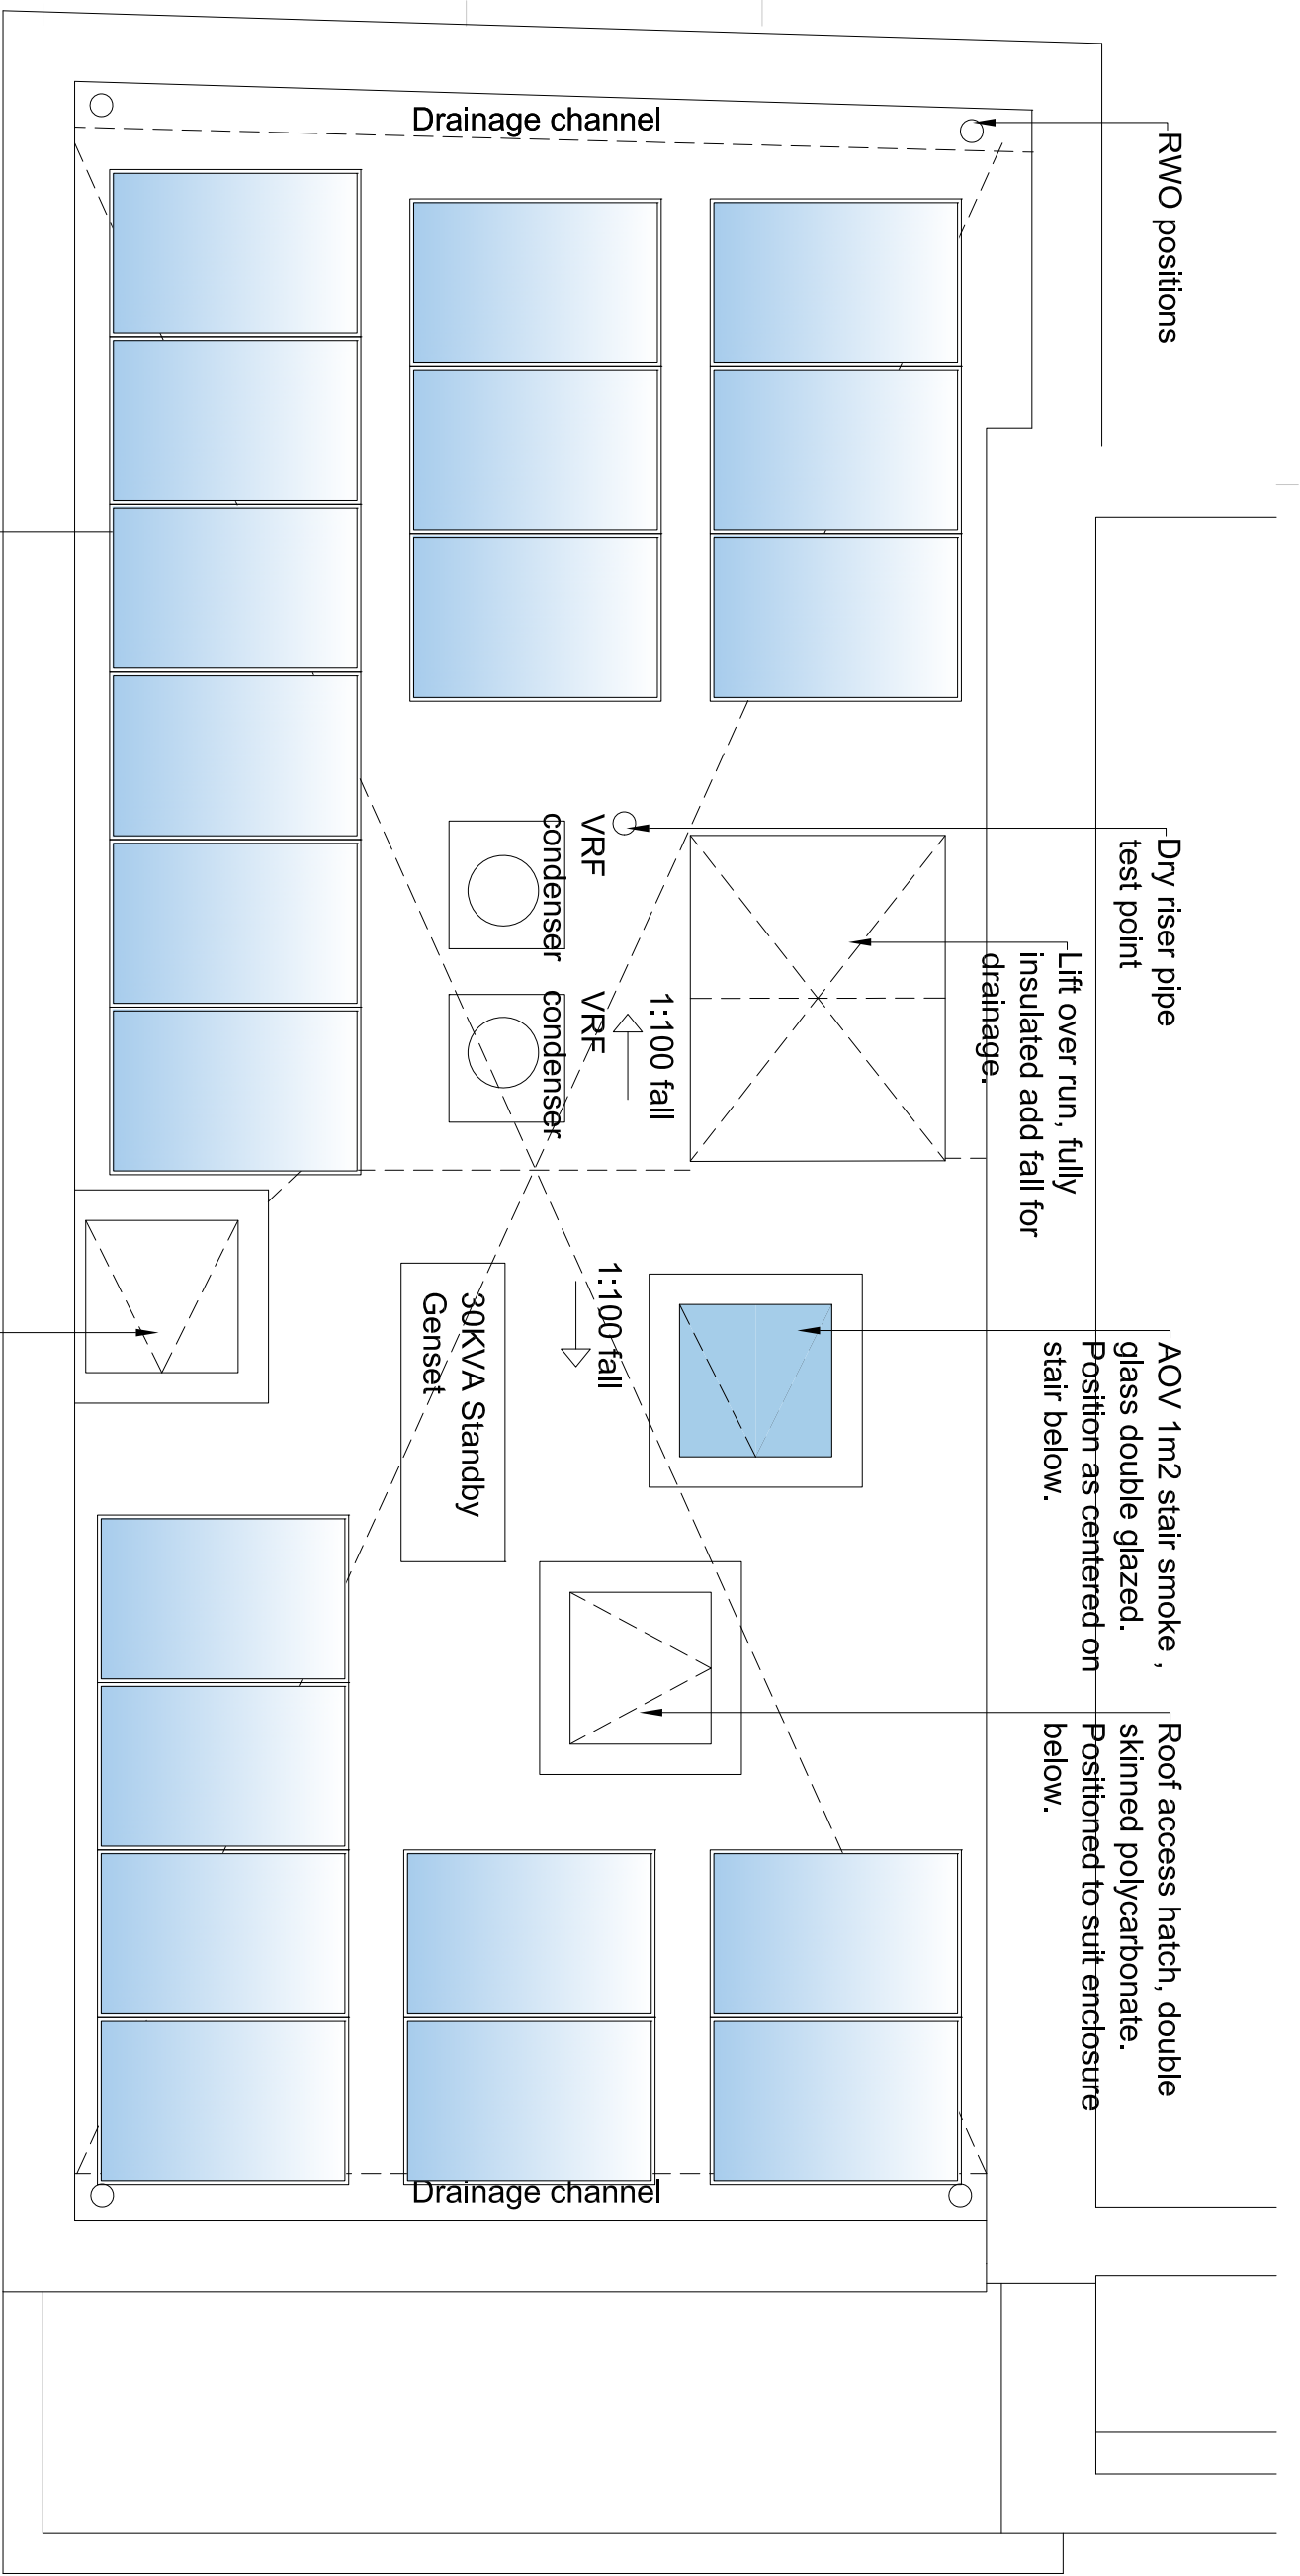 Drainage channel
RWO positions
Dry riser pipe
test point
VRF
condenser
VRF
condenser
1:100 fall
Lift over run, fully
insulated add fall for
drainage.
1:100 fall
30KVA Standby
Genset
AOV 1m2 stair smoke ,
glass double glazed.
Position as centered on
stair below.
Roof access hatch, double
skinned polycarbonate.
Positioned to suit enclosure
below.
Drainage channel